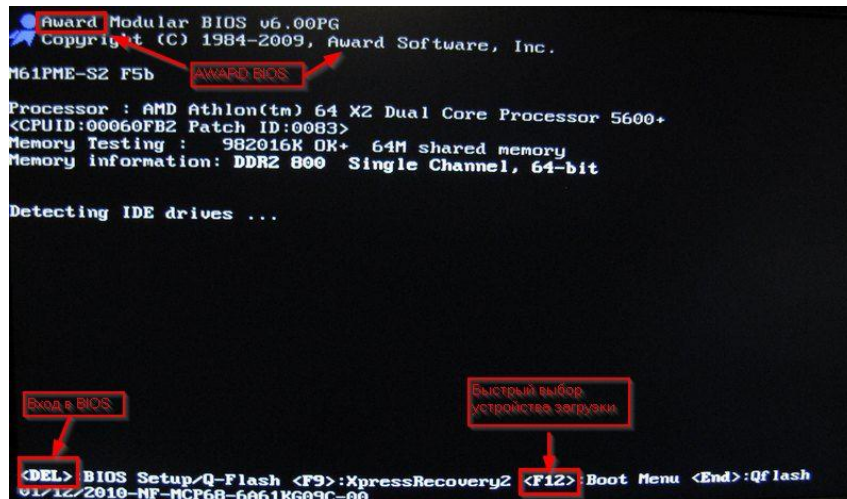 Award Modular BIOS v6.00PG
Copyright (C) 1984-2009, Award Software, Inc.
AWARD BIOS
M61PME-S2 F5b
Processor : AMD Athlon(tm) 64 X2 Dual Core Processor 5600+
<CPUID:00060FB2 Patch ID:0083>
Memory Testing : 982016K OK+ 64M shared memory
Memory information: DDR2 800 Single Channel, 64-bit
Detecting IDE drives ...
Вход в BIOS
Быстрый выбор
устройства загрузки
<DEL>:BIOS Setup/Q-Flash <F9>:XpressRecovery2 <F12>:Boot Menu <End>:Qflash
01/12/2010-NF-MCP68-6A61KG09C-00